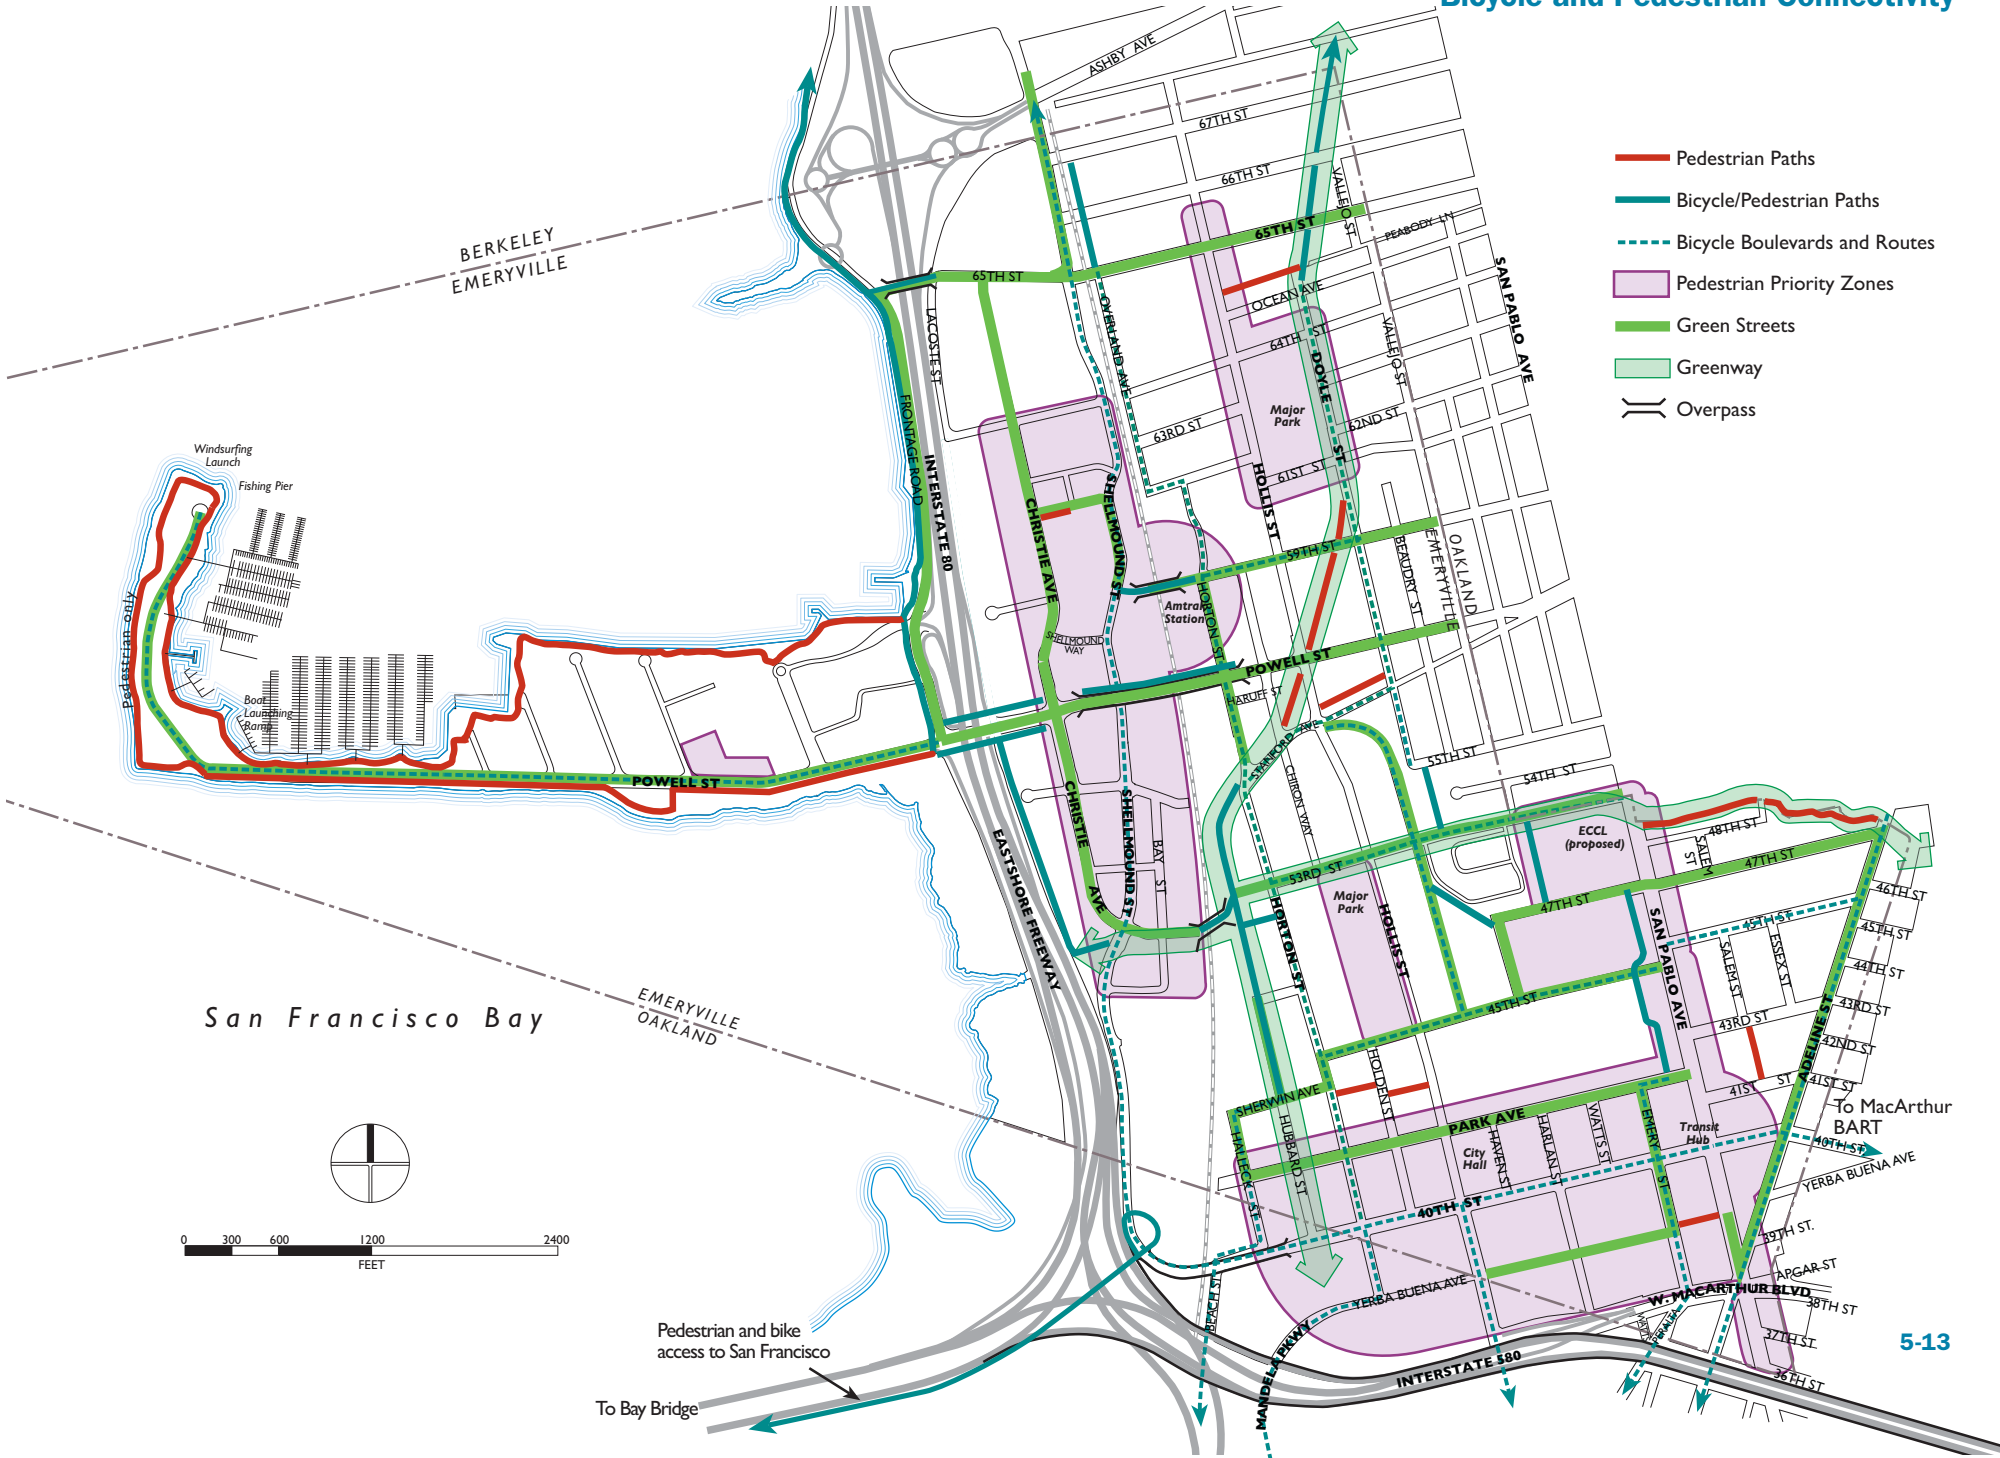 Bicycle and Pedestrian Connectivity
Pedestrian Paths
Bicycle/Pedestrian Paths
Bicycle Boulevards and Routes
Pedestrian Priority Zones
Green Streets
Greenway
Overpass
ASHBY AVE
67TH ST
66TH ST
VALLEJO ST
PEABODY LN
65TH ST
65TH ST
BERKELEY
EMERYVILLE
OCEAN AVE
SAN PABLO AVE
OVERLAND AVE
LACOSTE ST
64TH ST
DOYLE ST
VALLEJO ST
FRONTAGE ROAD
Major
Park
62ND ST
63RD ST
61ST ST
HOLLIS ST
Windsurfing
Launch
Fishing Pier
INTERSTATE 80
CHRISTIE AVE
SHELLMOUND ST
59TH ST
BEAUDRY ST
OAKLAND
EMERYVILLE
Pedestrian only
Amtrak
Station
HORTON ST
SHELLMOUND
WAY
POWELL ST
HARUFF ST
Boat
Launching
Ramp
STANFORD AVE
55TH ST
54TH ST
POWELL ST
CHIRON WAY
CHRISTIE AVE
SHELLMOUND ST
BAY ST
EASTSHORE FREEWAY
ECCL
(proposed)
48TH ST
SALEM ST
47TH ST
53RD ST
Major
Park
47TH ST
46TH ST
HORTON ST
HOLLIS ST
SAN PABLO AVE
45TH ST
45TH ST
SALEM ST
ESSEX ST
44TH ST
San Francisco Bay
EMERYVILLE
OAKLAND
45TH ST
43RD ST
43RD ST
ADELINE ST
42ND ST
HOLDEN ST
41ST ST
41ST ST
SHERWIN AVE
To MacArthur
BART
PARK AVE
HUBBARD ST
HALLECK ST
HAVEN ST
HARLAN ST
WATTS ST
EMERY ST
Transit
Hub
City
Hall
40TH ST
YERBA BUENA AVE
40TH ST
39TH ST.
0 300 600 1200 2400
FEET
APGAR ST
YERBA BUENA AVE
W. MACARTHUR BLVD
38TH ST
BEACH ST
MANDELA PKWY
PERALTA
37TH ST
Pedestrian and bike
access to San Francisco
INTERSTATE 580
36TH ST
To Bay Bridge
5-13